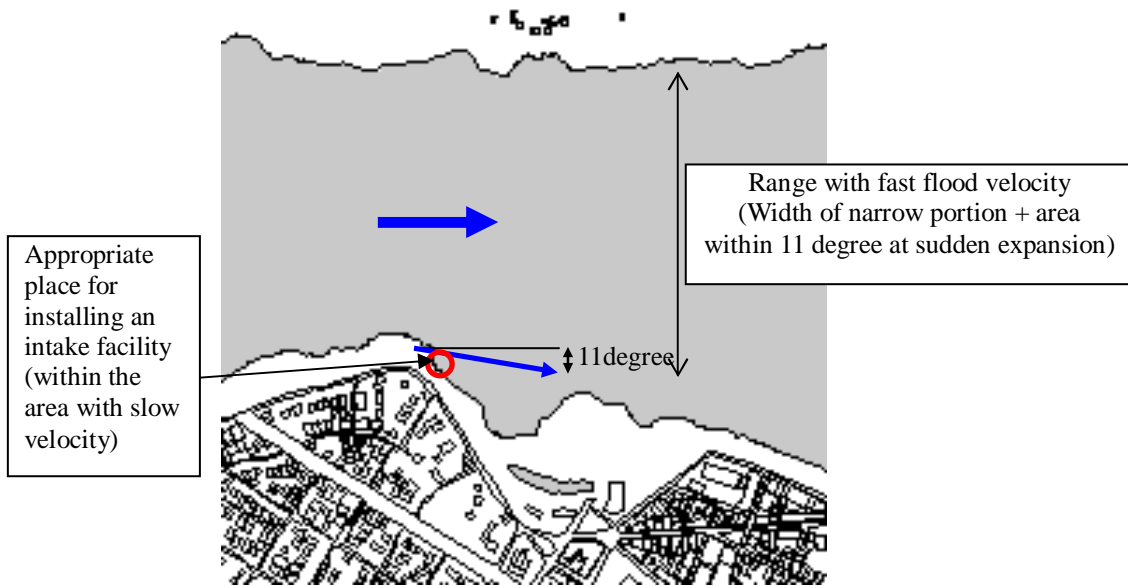 Range with fast flood velocity
(Width of narrow portion + area
within 11 degree at sudden expansion)
Appropriate
place for
installing an
intake facility
(within the
area with slow
velocity)
11degree